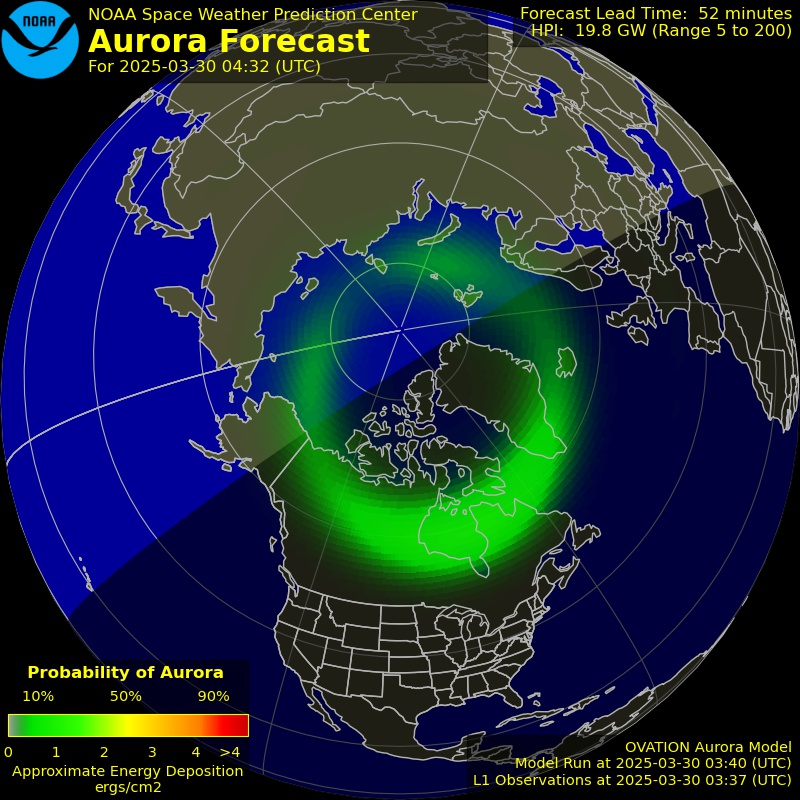 NOAA
NOAA Space Weather Prediction Center
Aurora Forecast
For 2025-03-30 04:32 (UTC)
Forecast Lead Time: 52 minutes
HPI: 19.8 GW (Range 5 to 200)
Probability of Aurora
10% 50% 90%
0 1 2 3 4 >4
Approximate Energy Deposition
ergs/cm2
OVATION Aurora Model
Model Run at 2025-03-30 03:40 (UTC)
L1 Observations at 2025-03-30 03:37 (UTC)